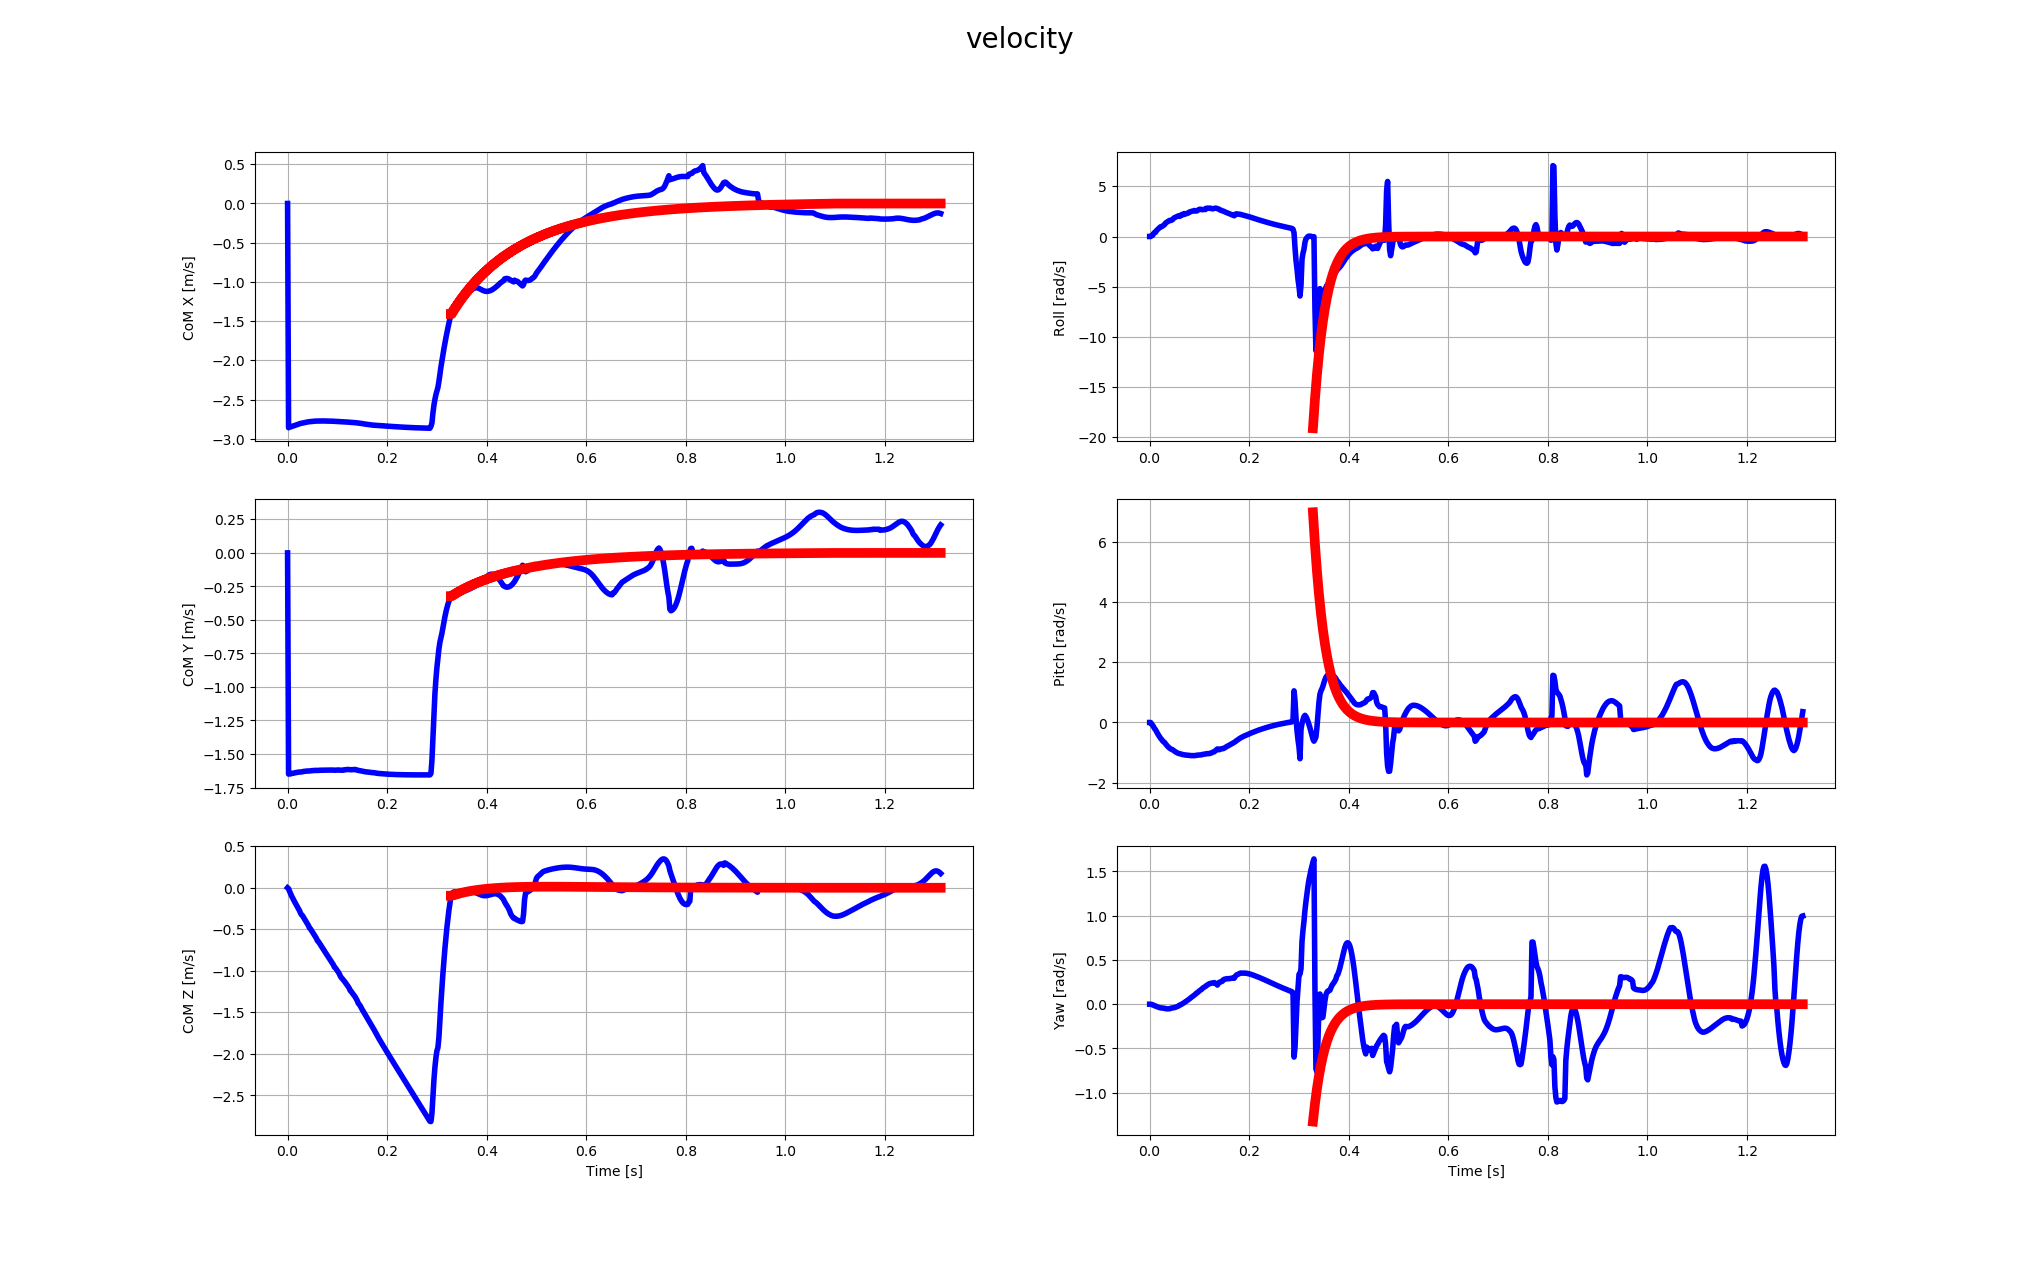 velocity
0.5
0.0
−0.5
−1.0
−1.5
−2.0
−2.5
−3.0
CoM X [m/s]
0.0 0.2 0.4 0.6 0.8 1.0 1.2
5
0
−5
−10
−15
−20
Roll [rad/s]
0.0 0.2 0.4 0.6 0.8 1.0 1.2
0.25
0.00
−0.25
−0.50
−0.75
−1.00
−1.25
−1.50
−1.75
CoM Y [m/s]
0.0 0.2 0.4 0.6 0.8 1.0 1.2
6
4
2
0
−2
Pitch [rad/s]
0.0 0.2 0.4 0.6 0.8 1.0 1.2
0.5
0.0
−0.5
−1.0
−1.5
−2.0
−2.5
CoM Z [m/s]
0.0 0.2 0.4 0.6 0.8 1.0 1.2
Time [s]
1.5
1.0
0.5
0.0
−0.5
−1.0
Yaw [rad/s]
0.0 0.2 0.4 0.6 0.8 1.0 1.2
Time [s]